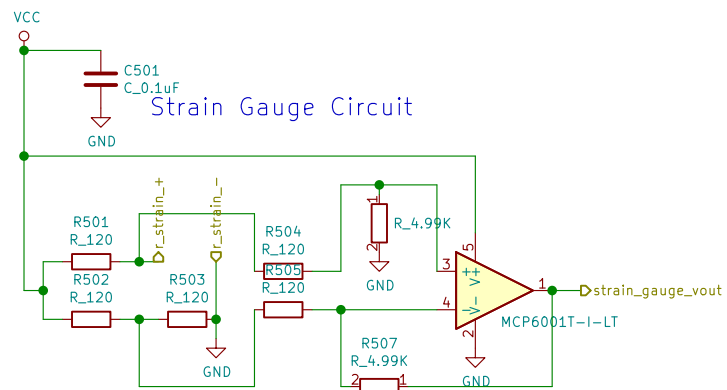 VCC
C501
C_0.1uF
GND
Strain Gauge Circuit
r_strain_+
r_strain_-
R501
R_120
R502
R_120
R503
R_120
GND
R504
R_120
R505
R_120
1
R_4.99K
2
GND
5
3
+
V+
1
4
-
V-
2
MCP6001T-I-LT
GND
strain_gauge_vout
R507
R_4.99K
2
1